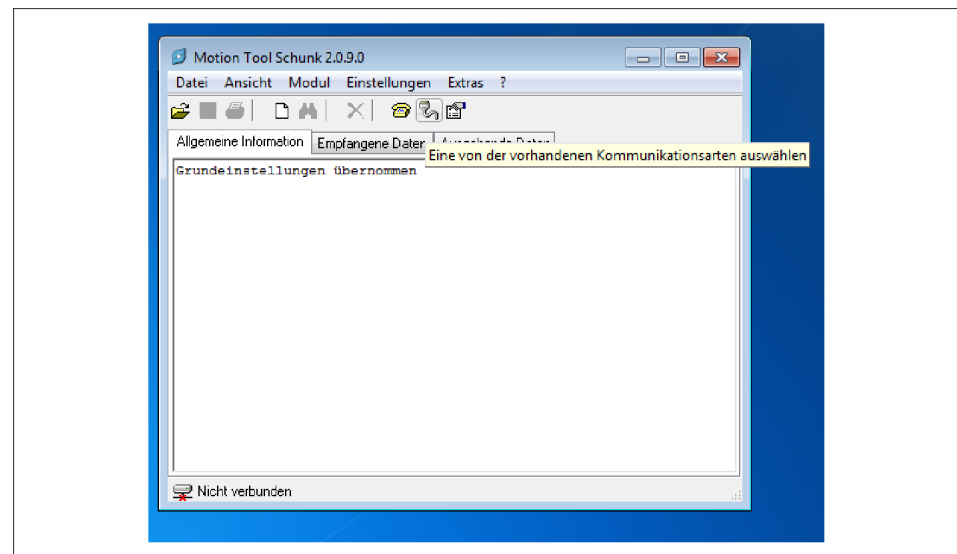 Motion Tool Schunk 2.0.9.0
Datei Ansicht Modul Einstellungen Extras ?
Allgemeine Information Empfangene Daten
Eine von der vorhandenen Kommunikationsarten auswählen
Grundeinstellungen übernommen
Nicht verbunden